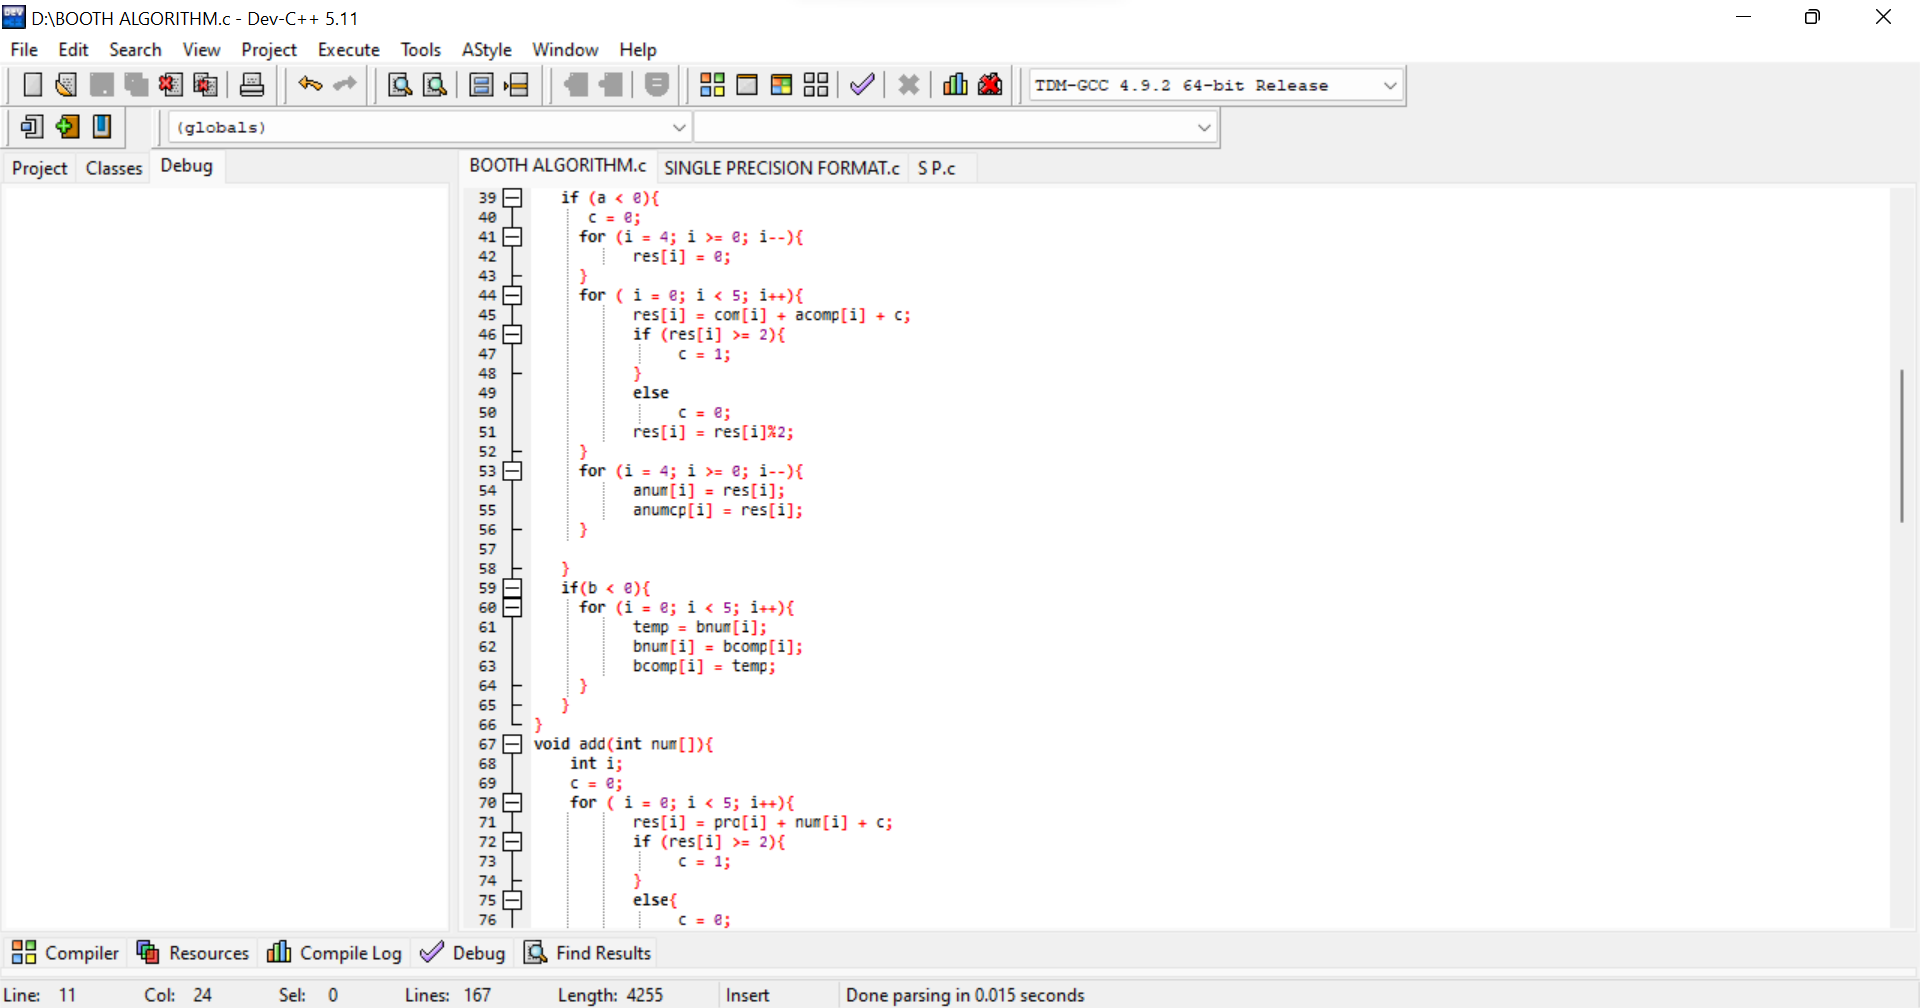 D:\BOOTH ALGORITHM.c - Dev-C++ 5.11
File Edit Search View Project Execute Tools AStyle Window Help
TDM-GCC 4.9.2 64-bit Release
(globals)
Project Classes Debug
BOOTH ALGORITHM.c SINGLE PRECISION FORMAT.c S P.c
39 if (a < 0){
40 c = 0;
41 for (i = 4; i >= 0; i--){
42 res[i] = 0;
43 }
44 for ( i = 0; i < 5; i++){
45 res[i] = com[i] + acomp[i] + c;
46 if (res[i] >= 2){
47 c = 1;
48 }
49 else
50 c = 0;
51 res[i] = res[i]%2;
52 }
53 for (i = 4; i >= 0; i--){
54 anum[i] = res[i];
55 anumcp[i] = res[i];
56 }
57
58 }
59 if(b < 0){
60 for (i = 0; i < 5; i++){
61 temp = bnum[i];
62 bnum[i] = bcomp[i];
63 bcomp[i] = temp;
64 }
65 }
66 }
67 void add(int num[]){
68 int i;
69 c = 0;
70 for ( i = 0; i < 5; i++){
71 res[i] = pro[i] + num[i] + c;
72 if (res[i] >= 2){
73 c = 1;
74 }
75 else{
76 c = 0;
Compiler Resources Compile Log Debug Find Results
Line: 11 Col: 24 Sel: 0 Lines: 167 Length: 4255 Insert Done parsing in 0.015 seconds